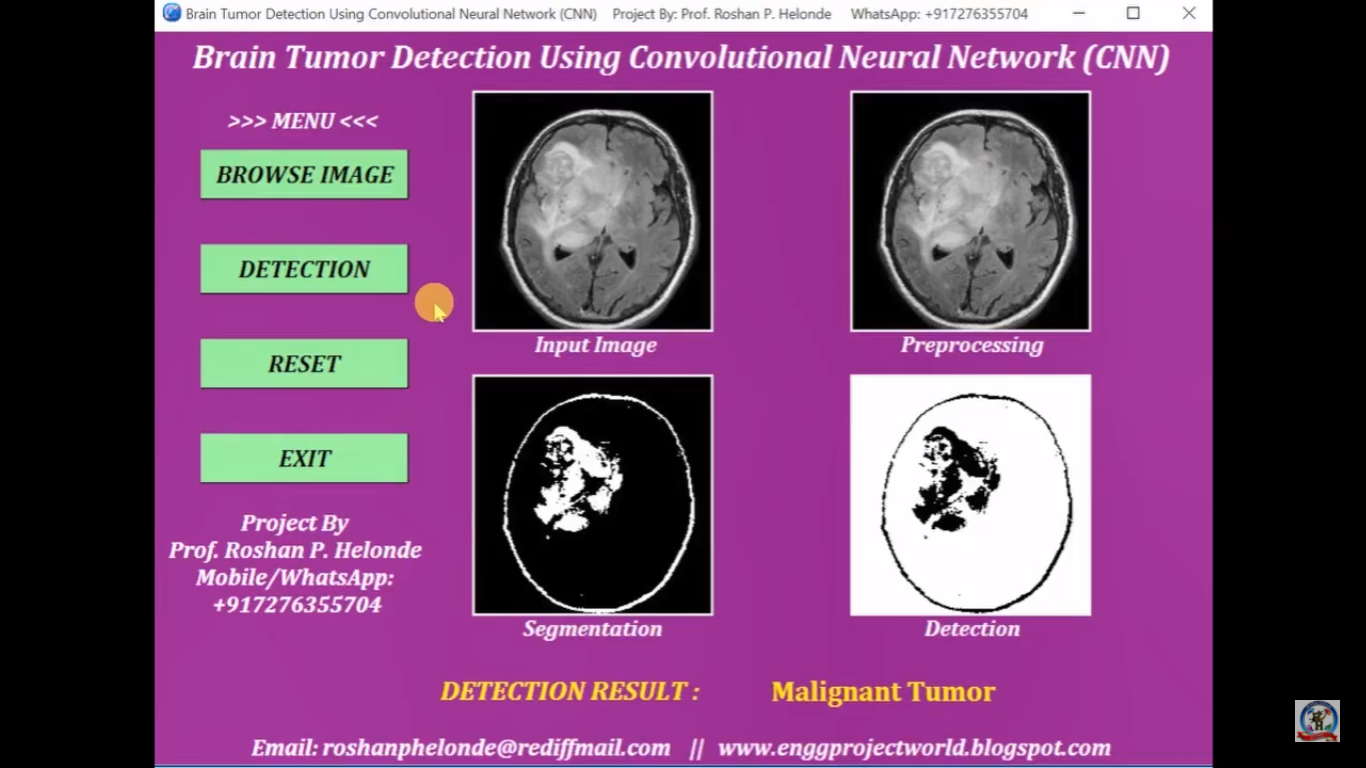 Brain Tumor Detection Using Convolutional Neural Network (CNN) Project By: Prof. Roshan P. Helonde WhatsApp: +917276355704
Brain Tumor Detection Using Convolutional Neural Network (CNN)
>>> MENU <<<
BROWSE IMAGE
DETECTION
RESET
EXIT
Project By
Prof. Roshan P. Helonde
Mobile/WhatsApp:
+917276355704
Input Image
Preprocessing
Segmentation
Detection
DETECTION RESULT : Malignant Tumor
Email: roshanphelonde@rediffmail.com || www.enggprojectworld.blogspot.com